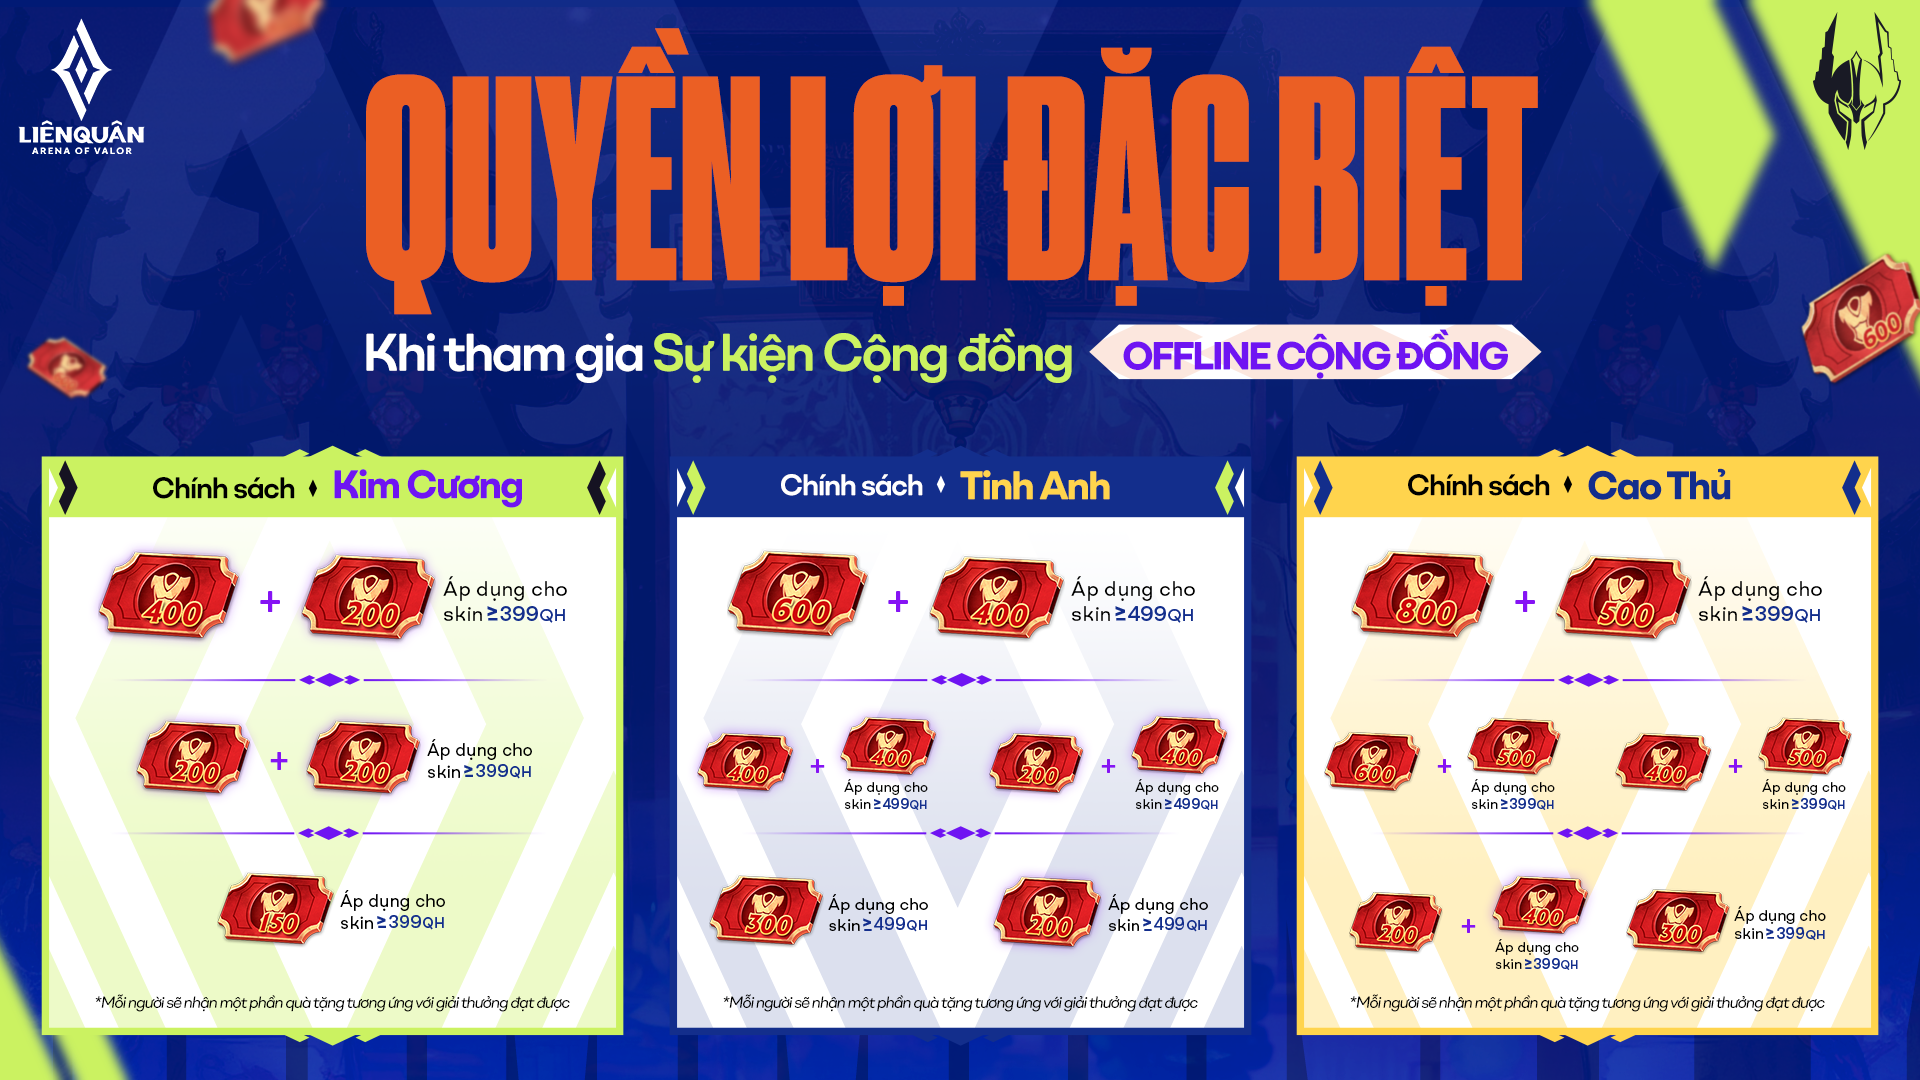 LIÊNQUÂN
ARENA OF VALOR
QUYỀN LỢI ĐẶC BIỆT
Khi tham gia Sự kiện Cộng đồng OFFLINE CỘNG ĐỒNG
600
Chính sách Kim Cương
400 + 200 Áp dụng cho
skin ≥399QH
200 + 200 Áp dụng cho
skin ≥399QH
150 Áp dụng cho
skin ≥399QH
*Mỗi người sẽ nhận một phần quà tặng tương ứng với giải thưởng đạt được
Chính sách Tinh Anh
600 + 400 Áp dụng cho
skin ≥499QH
400 + 400
Áp dụng cho
skin ≥499QH
200 + 400
Áp dụng cho
skin ≥499QH
300 Áp dụng cho
skin ≥499QH
200 Áp dụng cho
skin ≥499QH
*Mỗi người sẽ nhận một phần quà tặng tương ứng với giải thưởng đạt được
Chính sách Cao Thủ
800 + 500 Áp dụng cho
skin ≥399QH
600 + 500
Áp dụng cho
skin ≥399QH
400 + 500
Áp dụng cho
skin ≥399QH
200 + 400
Áp dụng cho
skin ≥399QH
300 Áp dụng cho
skin ≥399QH
*Mỗi người sẽ nhận một phần quà tặng tương ứng với giải thưởng đạt được